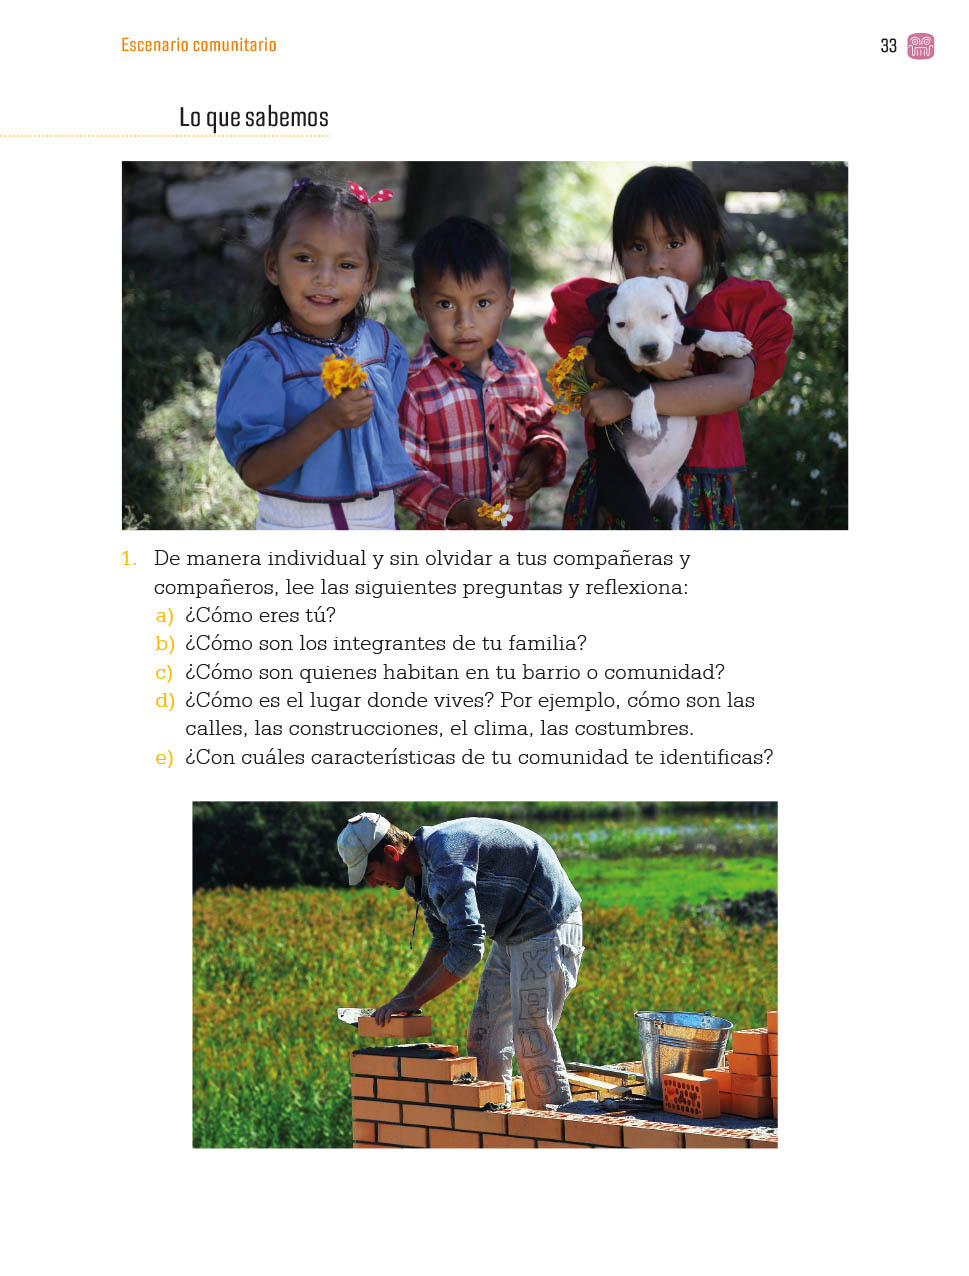 Escenario comunitario
33
Lo que sabemos
1. De manera individual y sin olvidar a tus compañeras y
compañeros, lee las siguientes preguntas y reflexiona:
a) ¿Cómo eres tú?
b) ¿Cómo son los integrantes de tu familia?
c) ¿Cómo son quienes habitan en tu barrio o comunidad?
d) ¿Cómo es el lugar donde vives? Por ejemplo, cómo son las
calles, las construcciones, el clima, las costumbres.
e) ¿Con cuáles características de tu comunidad te identificas?
XEDO